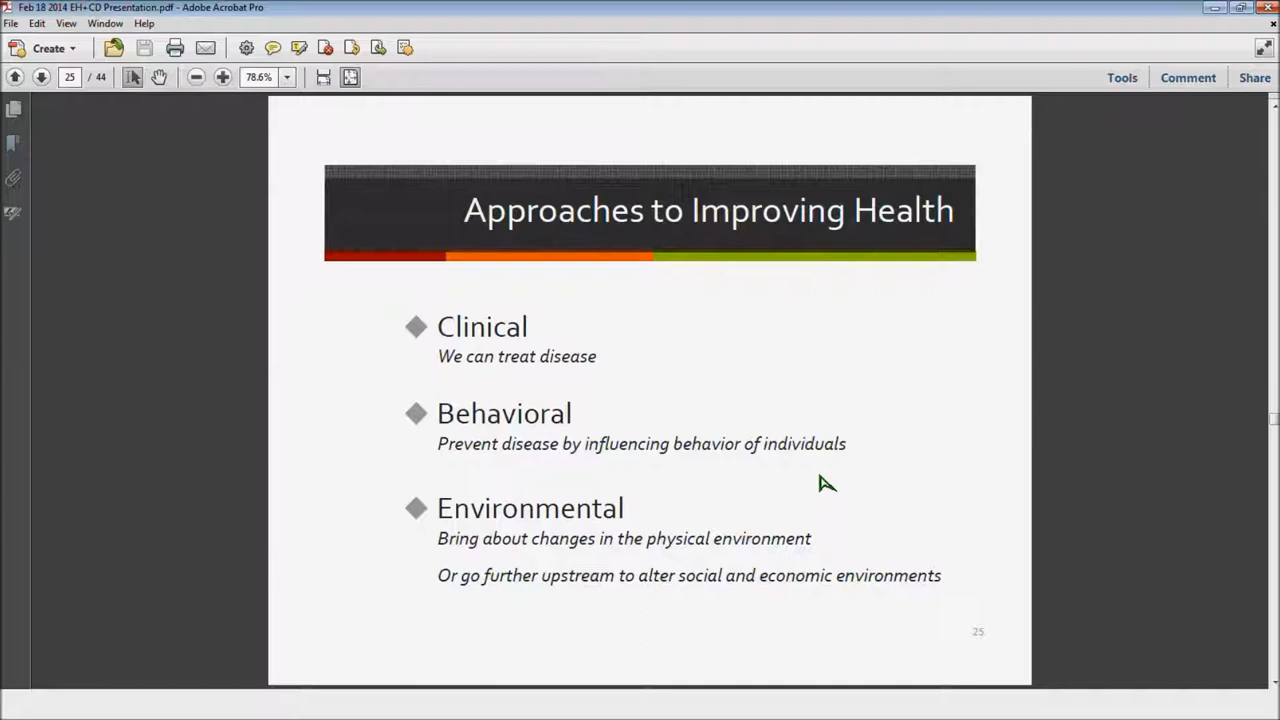 Feb 18 2014 EH+CD Presentation.pdf - Adobe Acrobat Pro
File Edit View Window Help
Create
25 / 44 78.6% Tools Comment Share
Approaches to Improving Health
Clinical
We can treat disease
Behavioral
Prevent disease by influencing behavior of individuals
Environmental
Bring about changes in the physical environment
Or go further upstream to alter social and economic environments
25